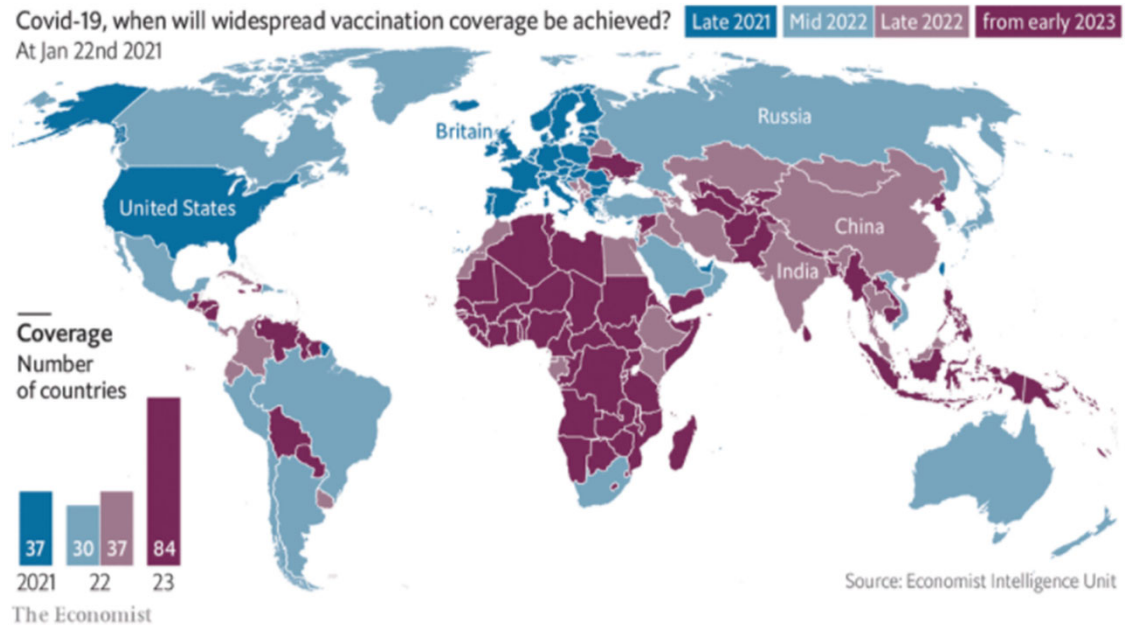 Covid-19, when will widespread vaccination coverage be achieved?
Late 2021
Mid 2022
Late 2022
from early 2023
At Jan 22nd 2021
Russia
Britain
United States
China
India
Coverage
Number
of countries
37
30
37
84
2021
22
23
Source: Economist Intelligence Unit
The Economist